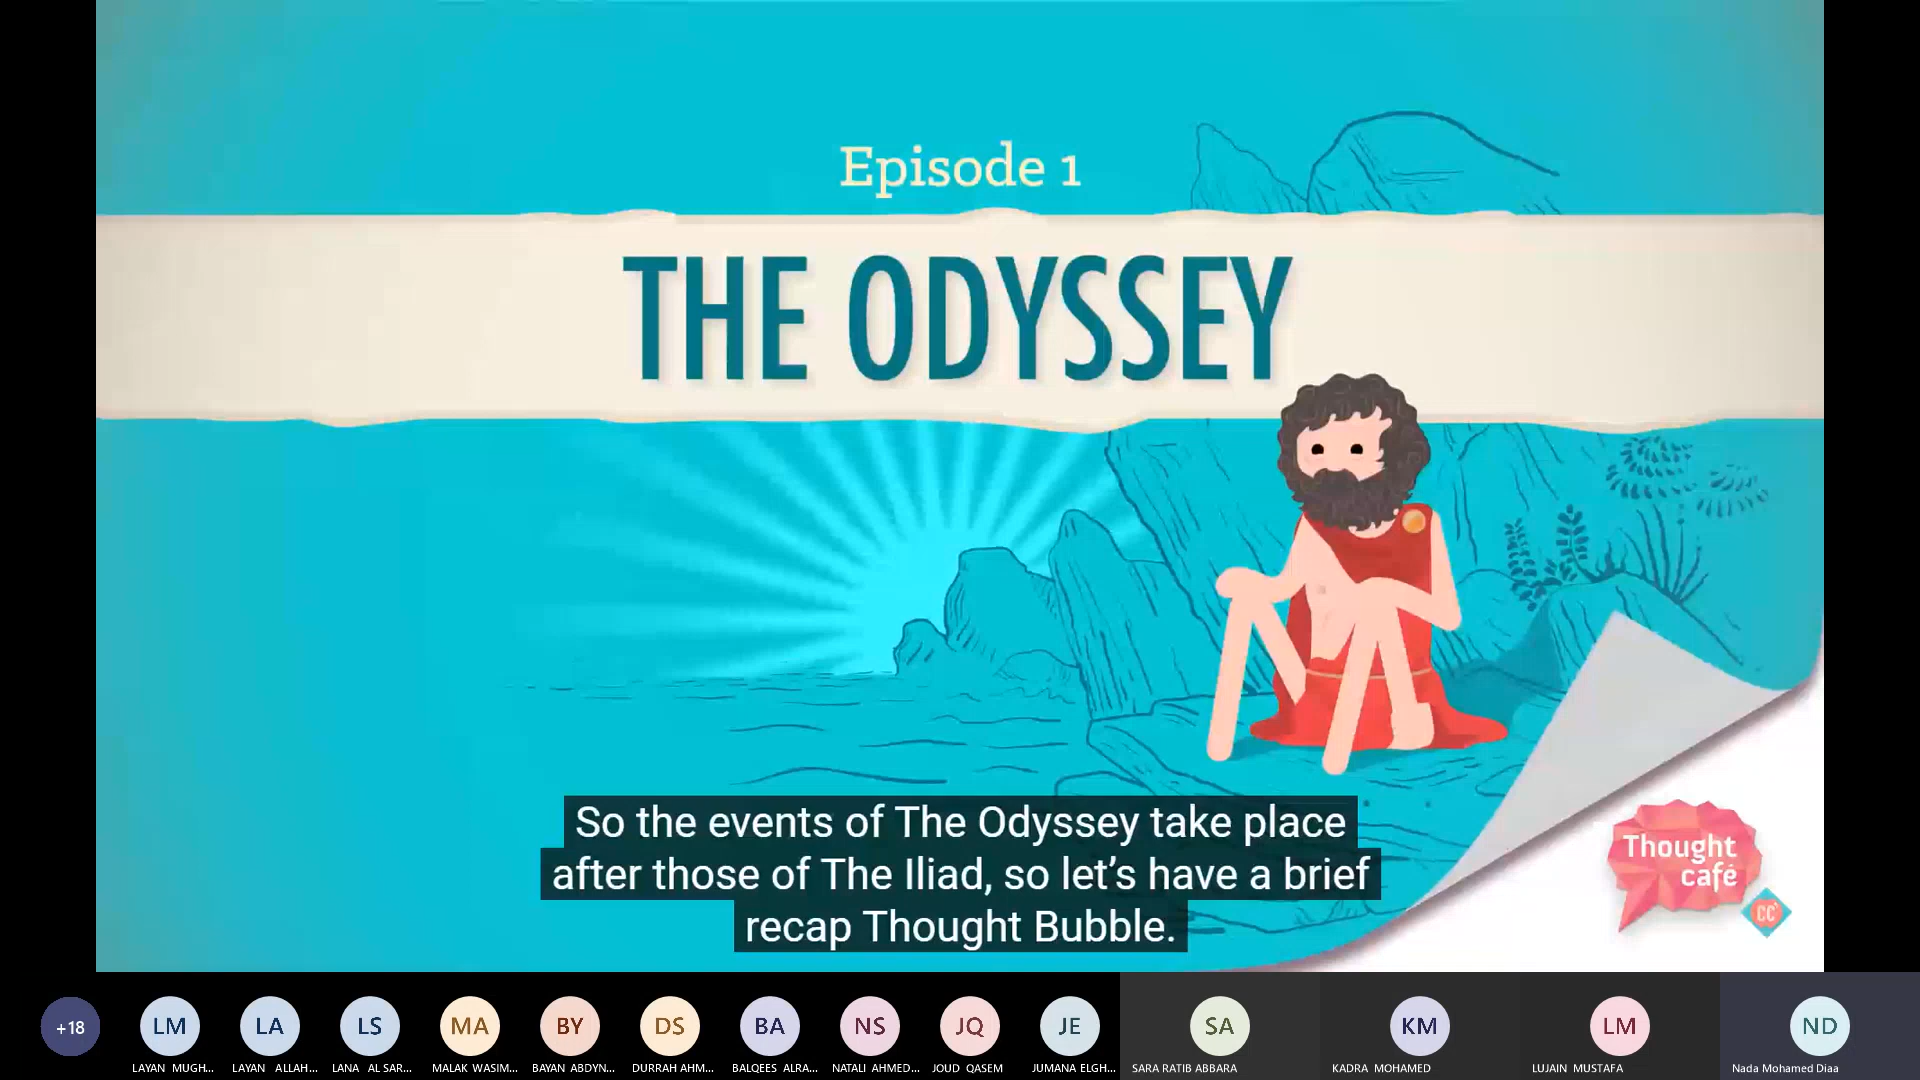 Episode 1
THE ODYSSEY
So the events of The Odyssey take place
after those of The Iliad, so let’s have a brief
recap Thought Bubble.
Thought
café
CC
+18
LM
LA
LS
MA
BY
DS
BA
NS
JQ
JE
SA
KM
LM
ND
LAYAN MUGH...
LAYAN ALLAH...
LANA AL SAR...
MALAK WASIM...
BAYAN ABDYN...
DURRAH AHM...
BALQEES ALRA...
NATALI AHMED...
JOUD QASEM
JUMANA ELGH...
SARA RATIB ABBARA
KADRA MOHAMED
LUJAIN MUSTAFA
Nada Mohamed Diaa